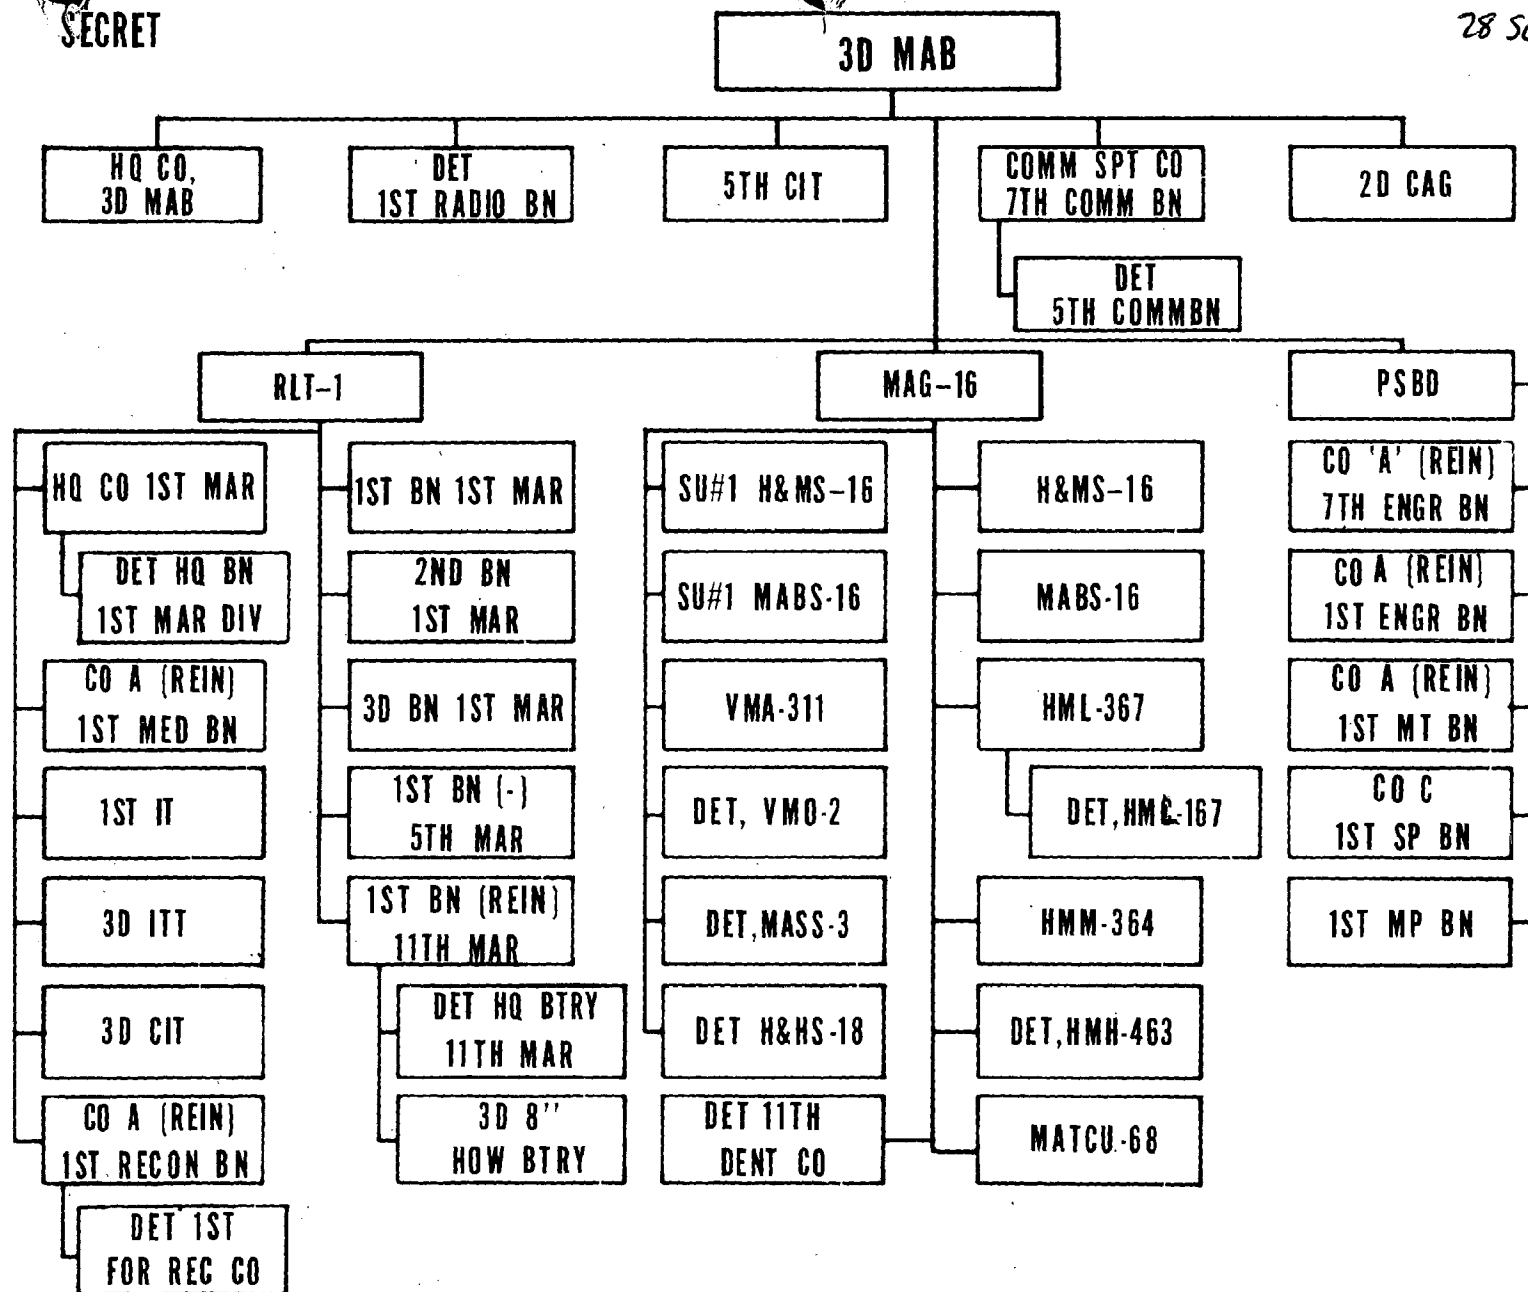 SECRET
28
3D MAB
HQ CO,
3D MAB
DET
1ST RADIO BN
5TH CIT
COMM SPT CO
7TH COMM BN
2D CAG
DET
5TH COMMBN
RLT-1
MAG-16
PSBD
HQ CO 1ST MAR
DET HQ BN
1ST MAR DIV
CO A (REIN)
1ST MED BN
1ST IT
3D ITT
3D CIT
CO A (REIN)
1ST RECON BN
DET 1ST
FOR REC CO
1ST BN 1ST MAR
2ND BN
1ST MAR
3D BN 1ST MAR
1ST BN (-)
5TH MAR
1ST BN (REIN)
11TH MAR
DET HQ BTRY
11TH MAR
3D 8''
HOW BTRY
SU#1 H&MS-16
SU#1 MABS-16
VMA-311
DET, VMO-2
DET,MASS-3
DET H&HS-18
DET 11TH
DENT CO
H&MS-16
MABS-16
HML-367
DET,
HMM-364
DET,HMH-463
MATCU-68
CO 'A' (REIN)
7TH ENGR BN
CO A (REIN)
1ST ENGR BN
CO A (REIN)
1ST MT BN
CO C
1ST SP BN
1ST MP BN